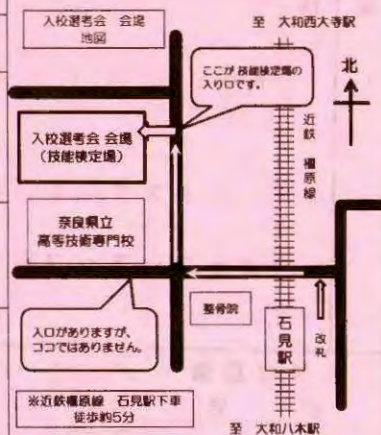 入校選考会 会場
地図
至 大和西大寺駅
ここが 技能検定場の
入り口です。
北
近鉄 橿原線
入校選考会 会場
(技能検定場)
奈良県立
高等技術専門校
入口がありますが、
ココではありません。
整骨院
石見駅
改札
※近鉄橿原線 石見駅下車
徒歩約5分
至 大和八木駅